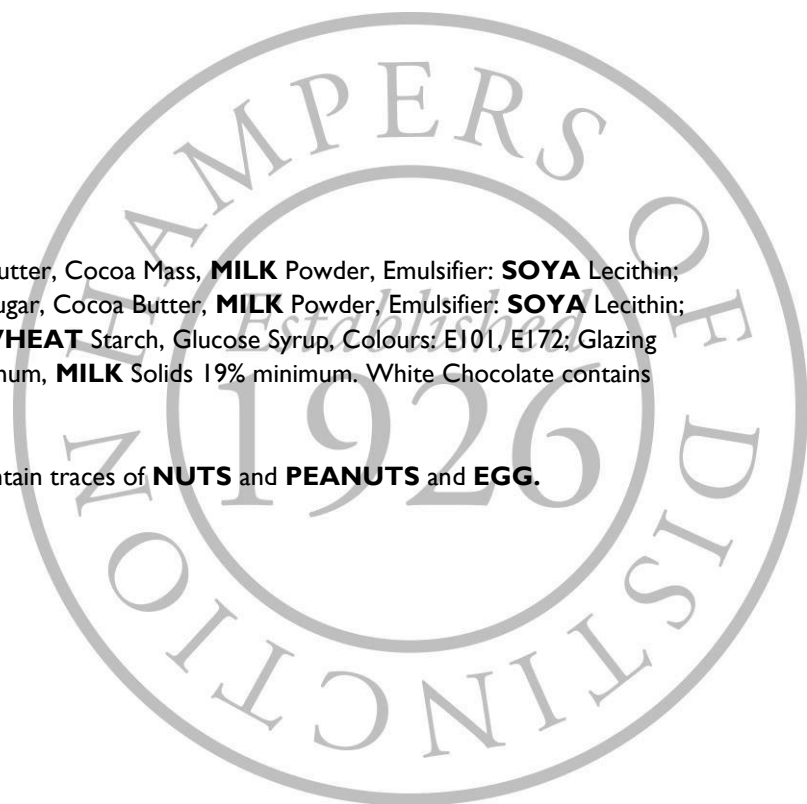 utter, Cocoa Mass, MILK Powder, Emulsifier: SOYA Lecithin;
ugar, Cocoa Butter, MILK Powder, Emulsifier: SOYA Lecithin;
WHEAT Starch, Glucose Syrup, Colours: E101, E172; Glazing
num, MILK Solids 19% minimum. White Chocolate contains
ntain traces of NUTS and PEANUTS and EGG.
HAMPERS OF DISTINCTION
Established
1926